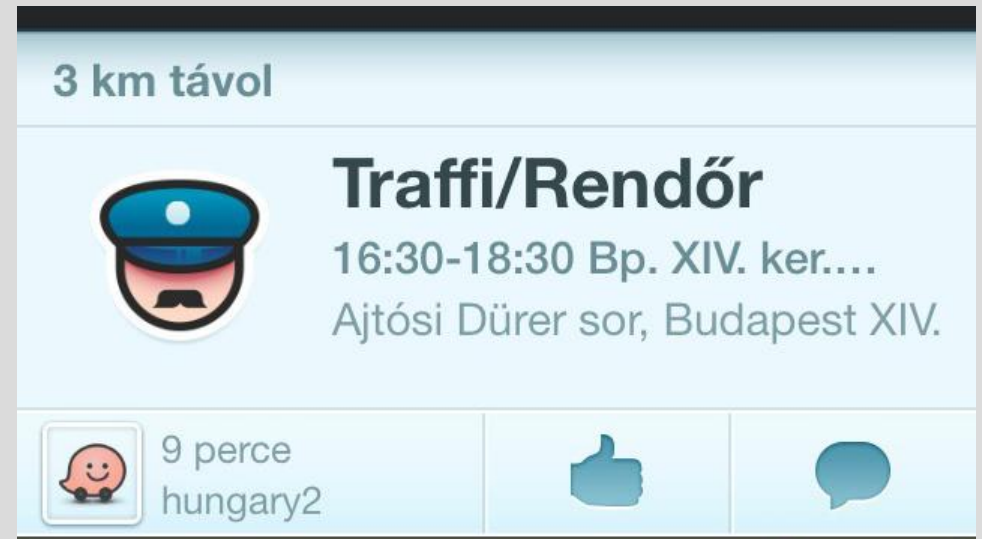 3 km távol
Traffi/Rendőr
16:30-18:30 Bp. XIV. ker....
Ajtósi Dürer sor, Budapest XIV.
9 perce
hungary2